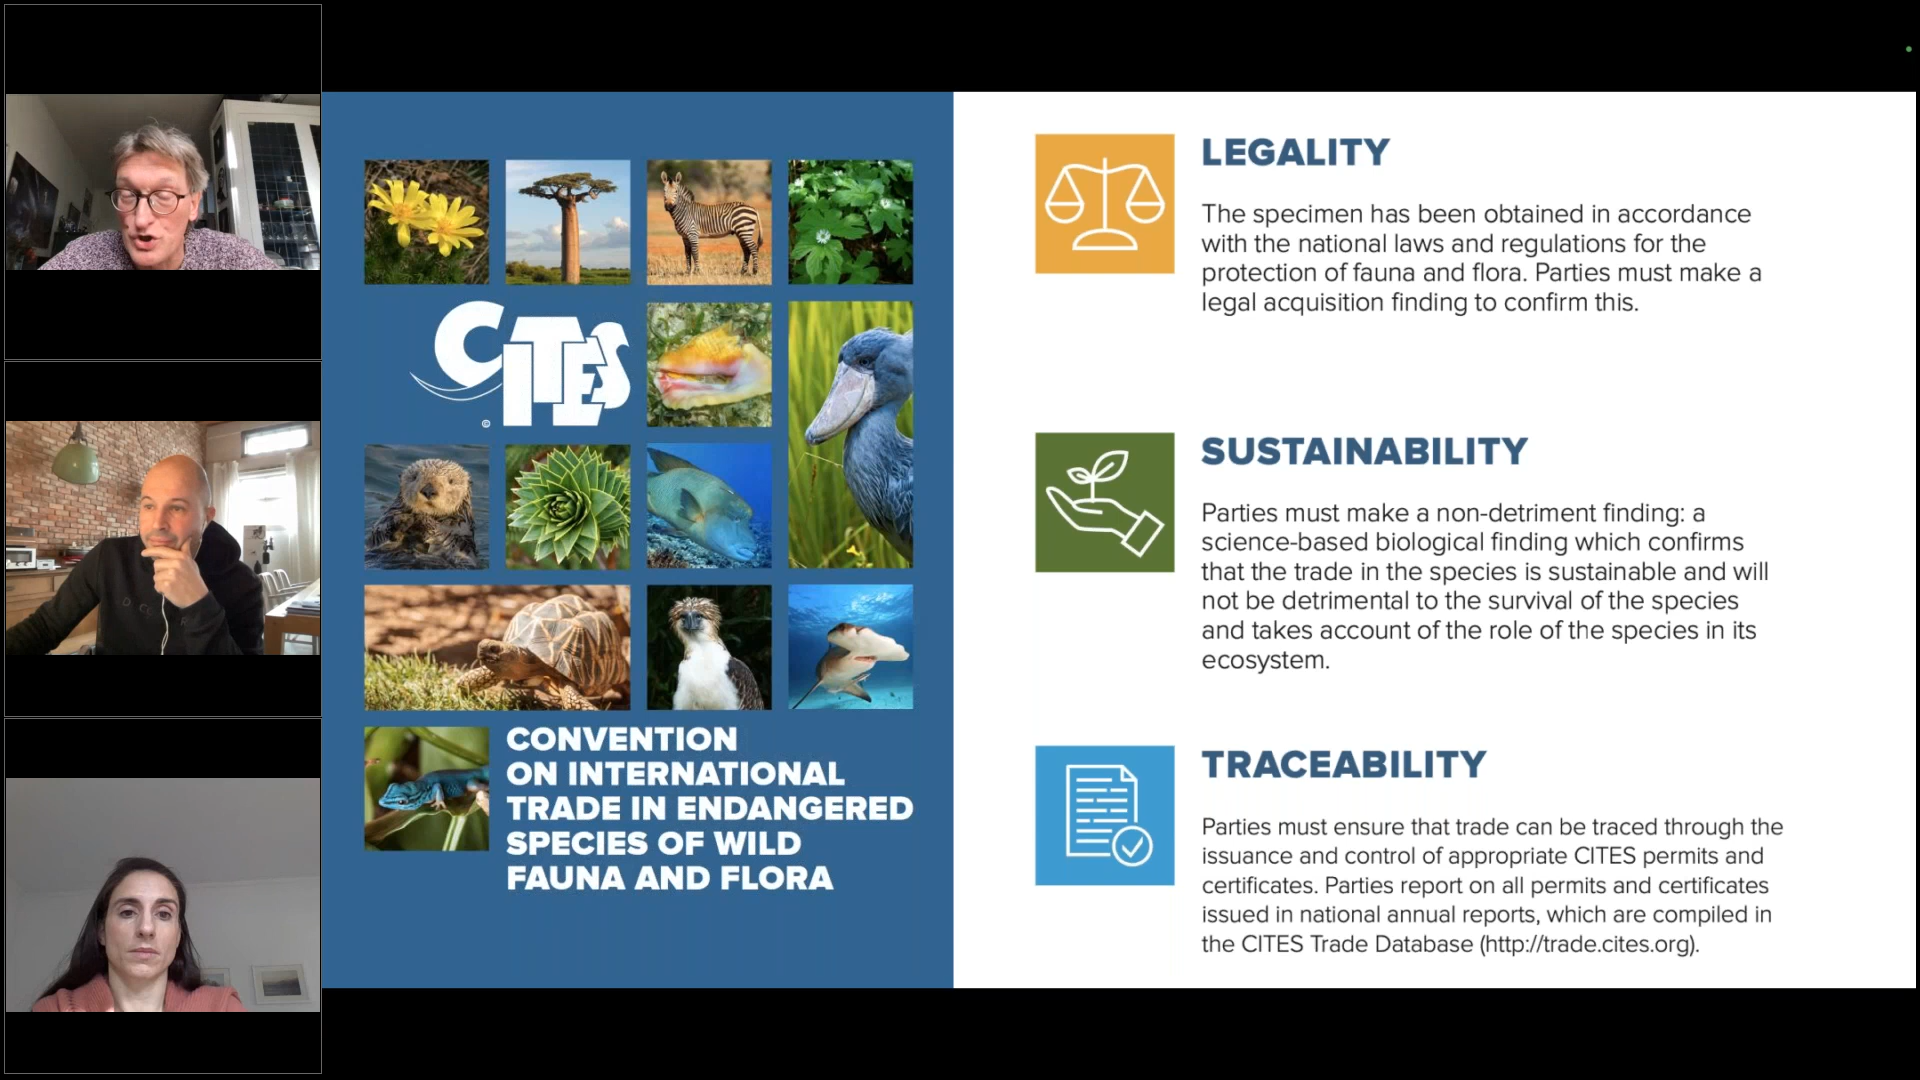 CITES
©
CONVENTION
ON INTERNATIONAL
TRADE IN ENDANGERED
SPECIES OF WILD
FAUNA AND FLORA
LEGALITY
The specimen has been obtained in accordance
with the national laws and regulations for the
protection of fauna and flora. Parties must make a
legal acquisition finding to confirm this.
SUSTAINABILITY
Parties must make a non-detriment finding: a
science-based biological finding which confirms
that the trade in the species is sustainable and will
not be detrimental to the survival of the species
and takes account of the role of the species in its
ecosystem.
TRACEABILITY
Parties must ensure that trade can be traced through the
issuance and control of appropriate CITES permits and
certificates. Parties report on all permits and certificates
issued in national annual reports, which are compiled in
the CITES Trade Database (http://trade.cites.org).